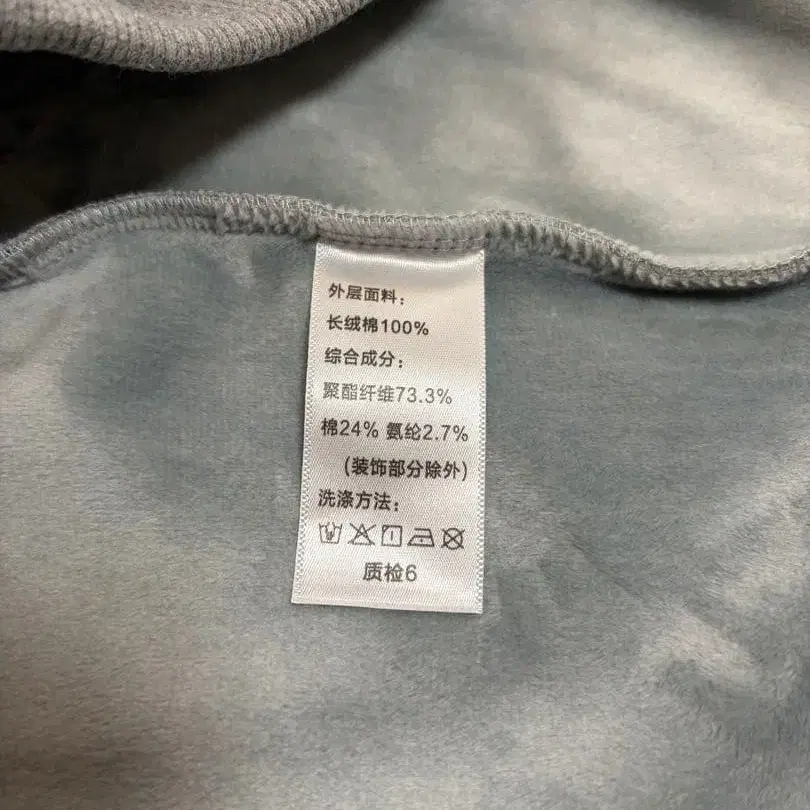 外层面料：
长绒棉100%
综合成分：
聚酯纤维73.3%
棉24% 氨纶2.7%
(装饰部分除外)
洗涤方法：
质检6